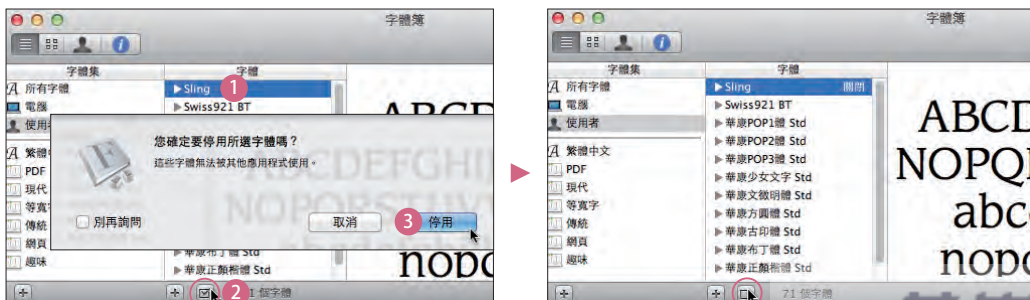 字體簿
字體集
字體
所有字體
電腦
使用
繁體中
PDF
現代
等寬
傳統
網頁
趣味
Sling
1
Swiss921 BT
您確定要停用所選字體嗎？
這些字體無法被其他應用程式使用。
別再詢問
取消
3
停用
華康布丁體 Std
華康正顏楷體 Std
2
個字體
ABCD
CDEFGHI
nopq
字體簿
字體集
字體
所有字體
電腦
使用者
繁體中文
PDF
現代
等寬字
傳統
網頁
趣味
Sling
關閉
Swiss921 BT
華康POP1體 Std
華康POP2體 Std
華康POP3體 Std
華康少女文字 Std
華康文徵明體 Std
華康方圓體 Std
華康古印體 Std
華康布丁體 Std
華康正顏楷體 Std
71 個字體
ABCD
NOPQ
abc
nopq